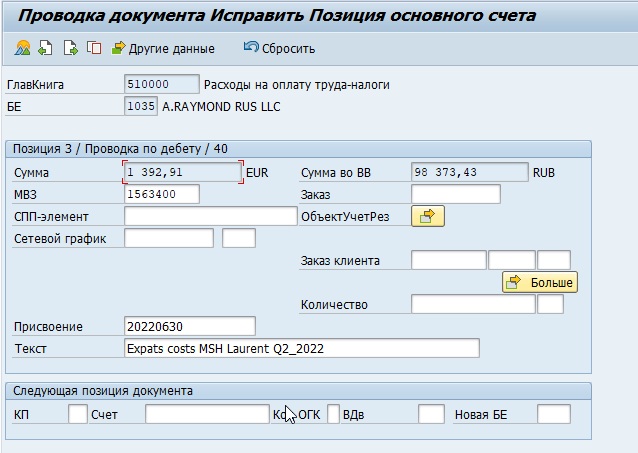 Проводка документа Исправить Позиция основного счета
Другие данные Сбросить
ГлавКнига 510000 Расходы на оплату труда-налоги
БЕ 1035 A.RAYMOND RUS LLC
Позиция 3 / Проводка по дебету / 40
Сумма 1 392,91 EUR Сумма во ВВ 98 373,43 RUB
МВЗ 1563400 Заказ
СПП-элемент ОбъектУчетРез
Сетевой график
Заказ клиента
Больше
Количество
Присвоение 20220630
Текст Expats costs MSH Laurent Q2_2022
Следующая позиция документа
КП Счет ОГК ВДв Новая БЕ